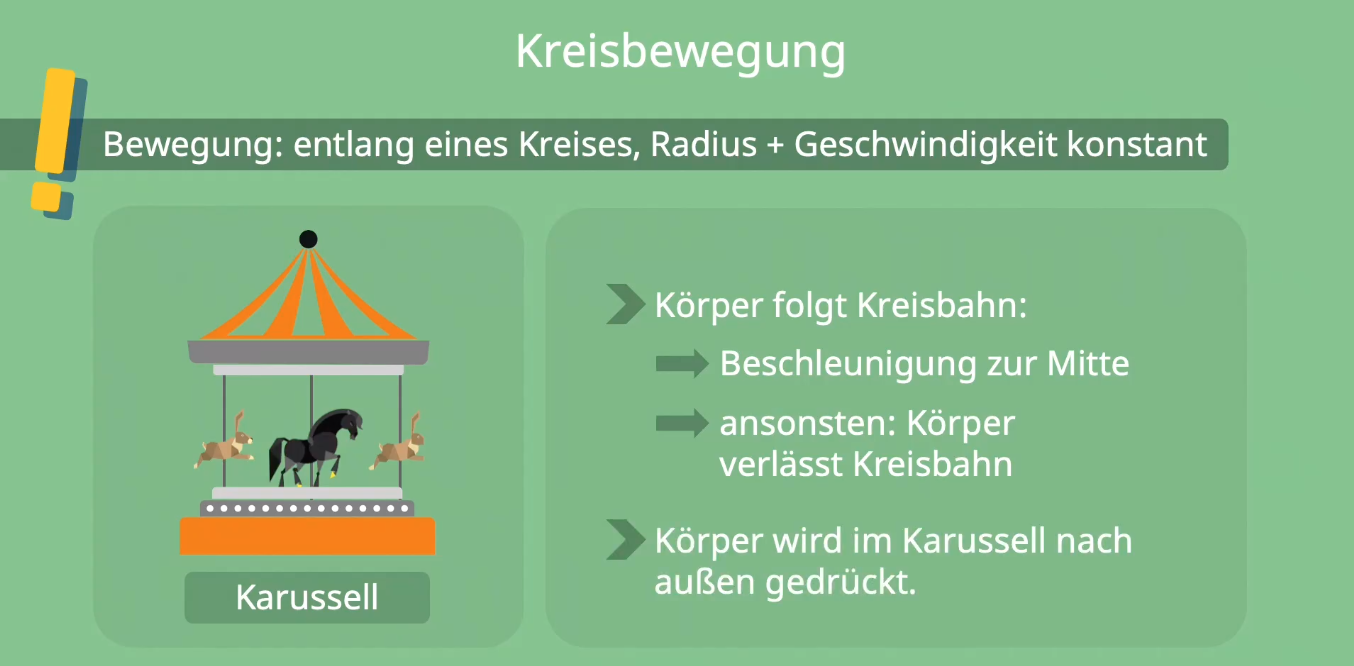 Kreisbewegung
Bewegung: entlang eines Kreises, Radius + Geschwindigkeit konstant
Karussell
Körper folgt Kreisbahn:
Beschleunigung zur Mitte
ansonsten: Körper
verlässt Kreisbahn
Körper wird im Karussell nach
außen gedrückt.